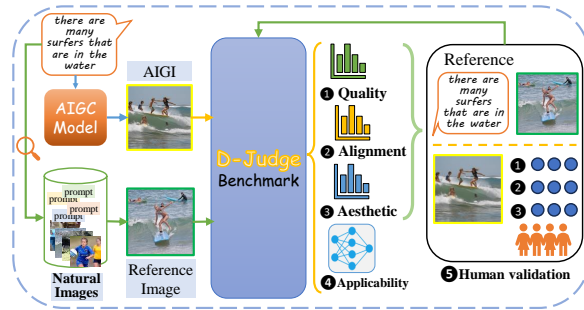 there are
many
surfers that
are in the
water
AIGC
Model
AIGI
prompt
prompt
prompt
prompt
Natural
Images
Reference
Image
D-Judge
Benchmark
❶ Quality
❷ Alignment
❸ Aesthetic
❹ Applicability
Reference
there are
many
surfers that
are in the
water
❶
❷
❸
❺ Human validation